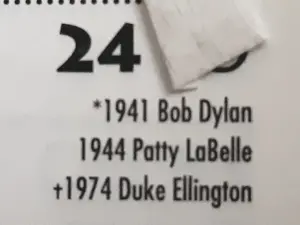 24
*1941 Bob Dylan
1944 Patty LaBelle
†1974 Duke Ellington